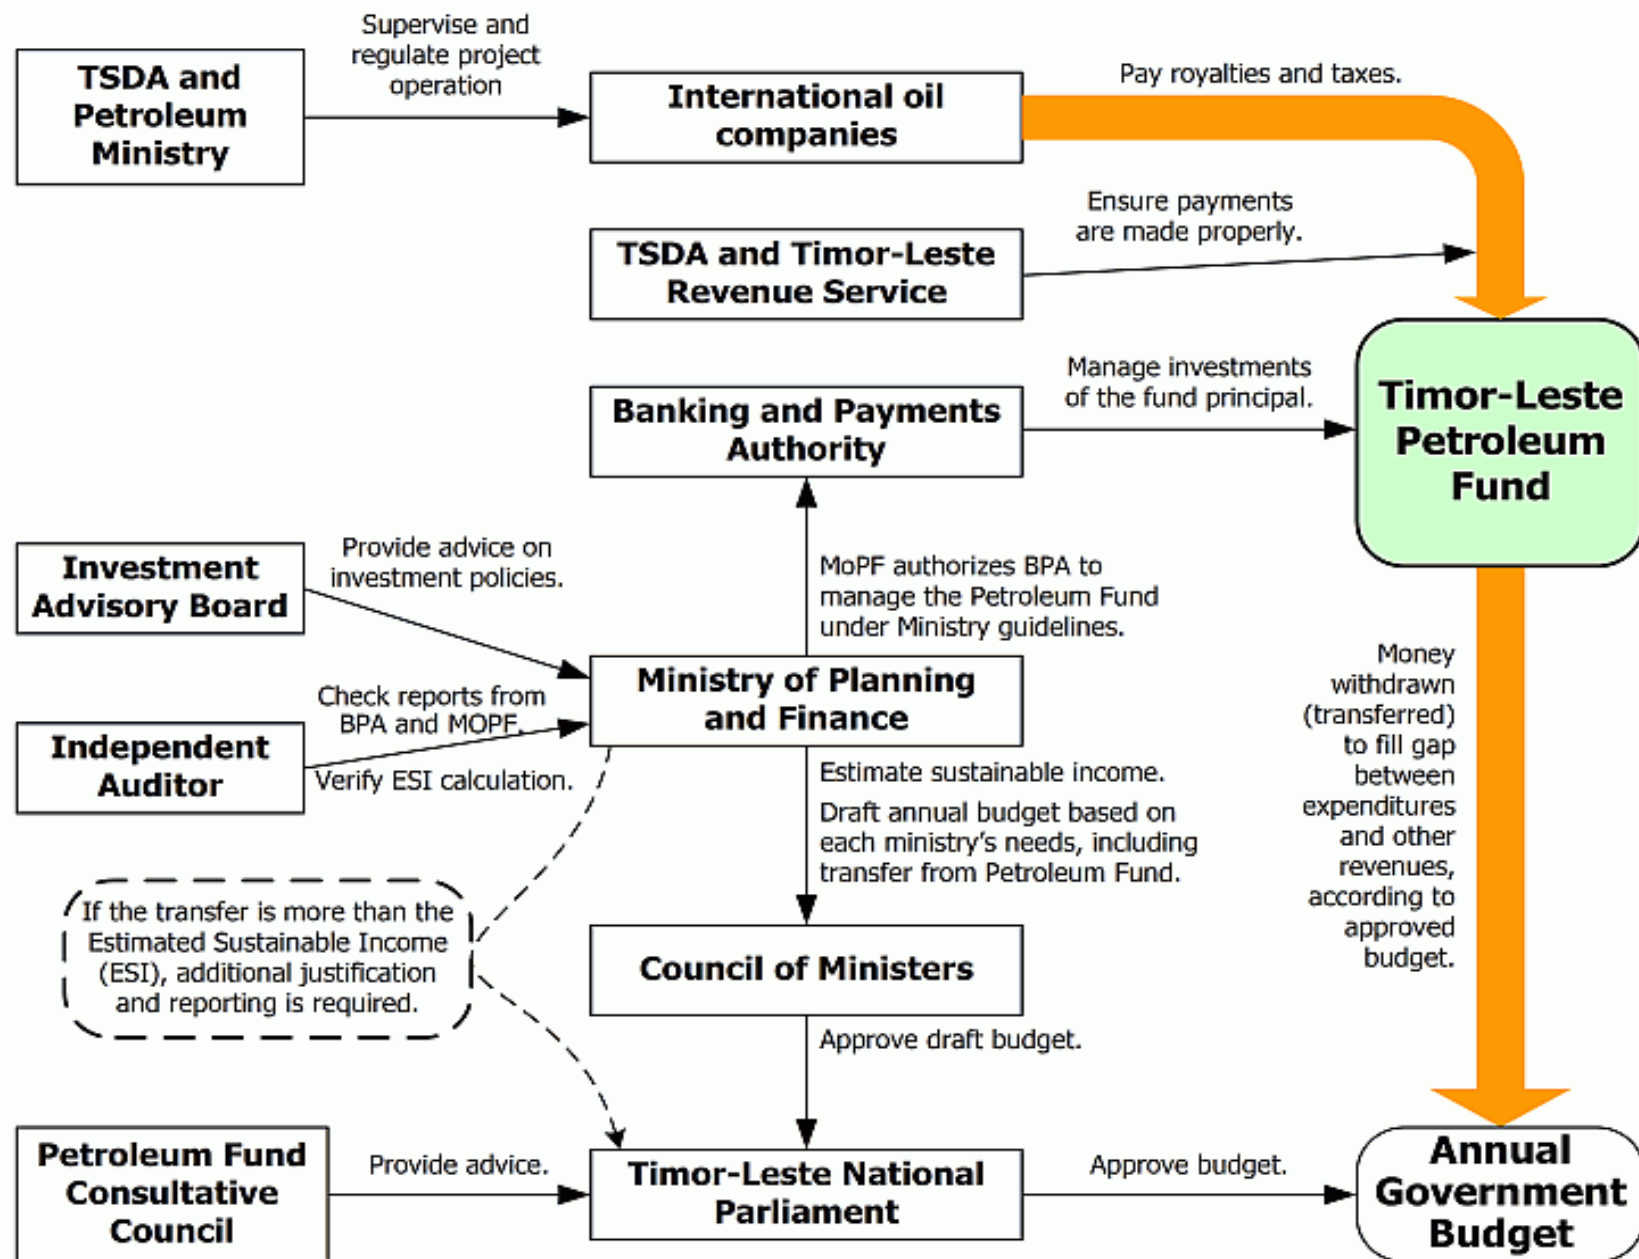 Supervise and
regulate project
operation
TSDA and
Petroleum
Ministry
International oil
companies
Pay royalties and taxes.
Ensure payments
are made properly.
TSDA and Timor-Leste
Revenue Service
Manage investments
of the fund principal.
Banking and Payments
Authority
Timor-Leste
Petroleum
Fund
Provide advice on
investment policies.
Investment
Advisory Board
MoPF authorizes BPA to
manage the Petroleum Fund
under Ministry guidelines.
Ministry of Planning
and Finance
Check reports from
BPA and MOPF.
Independent
Auditor
Verify ESI calculation.
Estimate sustainable income.
Draft annual budget based on
each ministry’s needs, including
transfer from Petroleum Fund.
Money
withdrawn
(transferred)
to fill gap
between
expenditures
and other
revenues,
according to
approved
budget.
If the transfer is more than the
Estimated Sustainable Income
(ESI), additional justification
and reporting is required.
Council of Ministers
Approve draft budget.
Petroleum Fund
Consultative
Council
Provide advice.
Timor-Leste National
Parliament
Approve budget.
Annual
Government
Budget